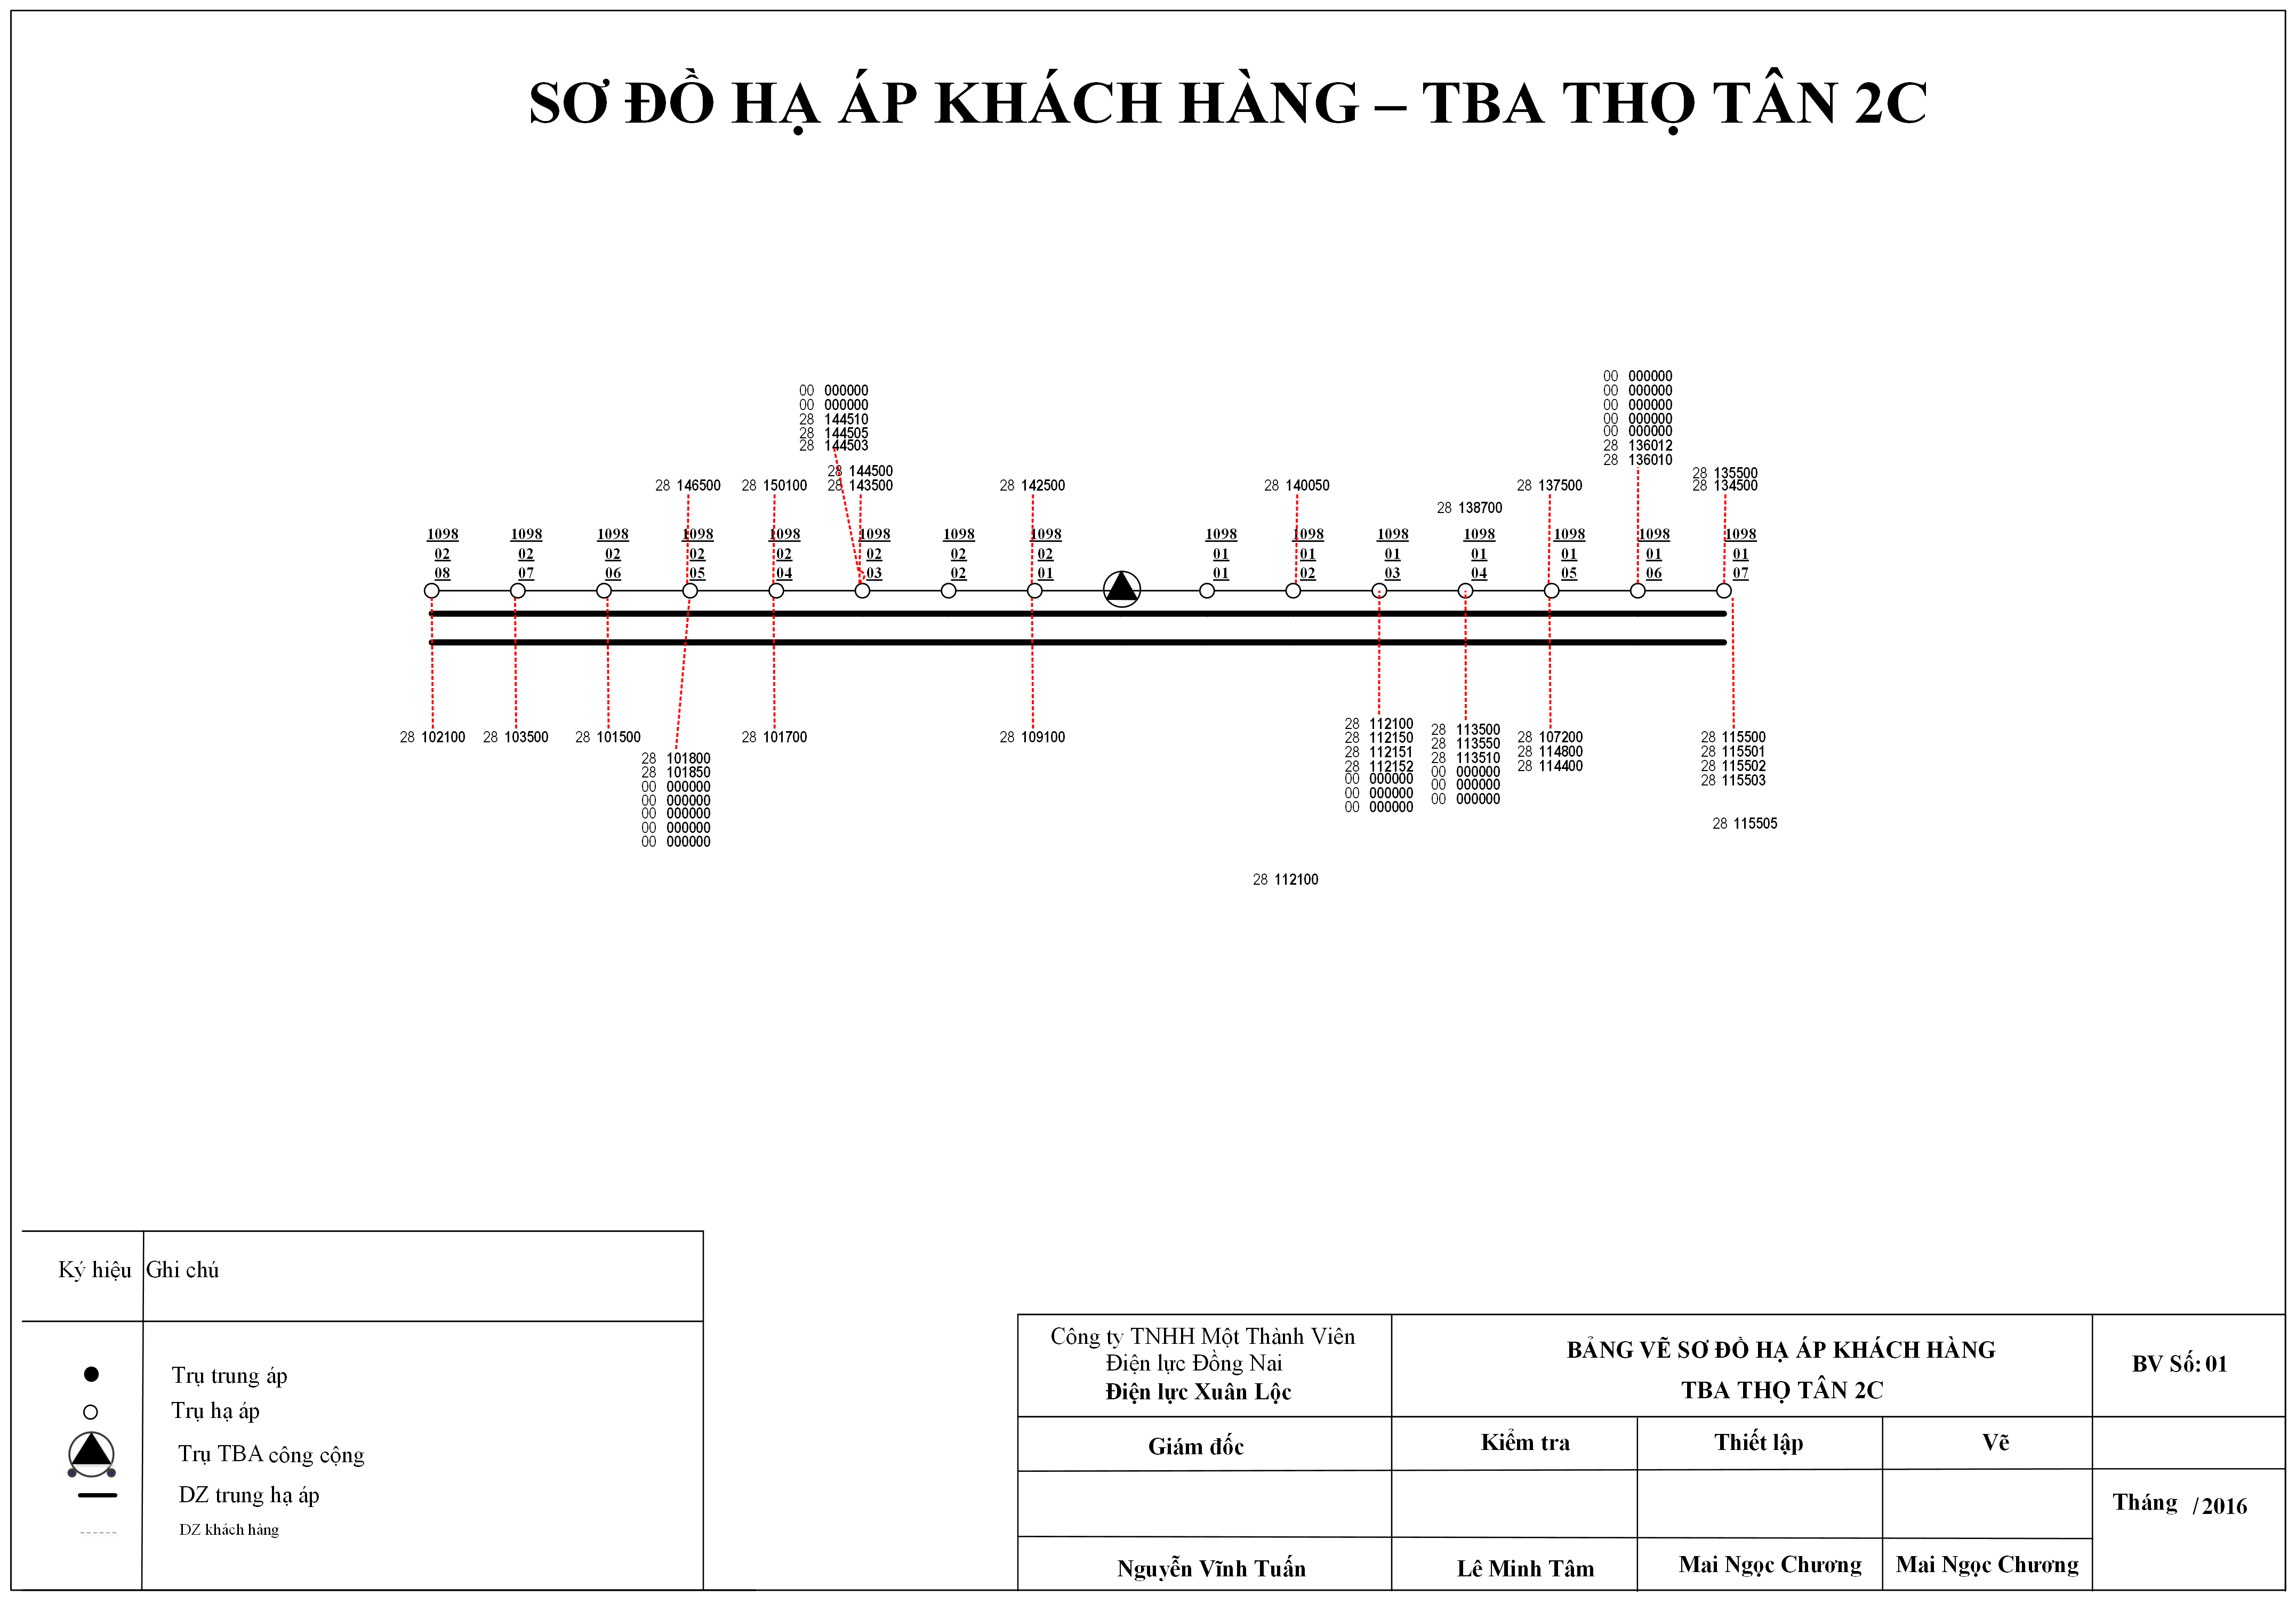 SƠ ĐỒ HẠ ÁP KHÁCH HÀNG – TBA THỌ TÂN 2C
00 000000
00 000000
28 144510
28 144505
28 144503
00 000000
00 000000
00 000000
00 000000
00 000000
28 136012
28 136010
28 146500
28 150100
28 144500
28 143500
28 142500
28 140050
28 138700
28 137500
28 135500
28 134500
1098 1098 1098 1098 1098 1098 1098 1098 1098 1098 1098 1098 1098 1098 1098
02 02 02 02 02 02 02 02 01 01 01 01 01 01 01
08 07 06 05 04 03 02 01 01 02 03 04 05 06 07
28 102100
28 103500
28 101500
28 101800
28 101850
00 000000
00 000000
00 000000
00 000000
00 000000
28 101700
28 109100
28 112100
28 112150
28 112151
28 112152
00 000000
00 000000
00 000000
28 113500
28 113550
28 113510
00 000000
00 000000
00 000000
28 107200
28 114800
28 114400
28 115500
28 115501
28 115502
28 115503
28 115505
28 112100
Ký hiệu Ghi chú
Trụ trung áp
Trụ hạ áp
Trụ TBA công cộng
DZ trung hạ áp
DZ khách hàng
Công ty TNHH Một Thành Viên
Điện lực Đồng Nai
Điện lực Xuân Lộc
BẢNG VẼ SƠ ĐỒ HẠ ÁP KHÁCH HÀNG
TBA THỌ TÂN 2C
BV Số: 01
Giám đốc Kiểm tra Thiết lập Vẽ
Tháng /2016
Nguyễn Vĩnh Tuấn Lê Minh Tâm Mai Ngọc Chương Mai Ngọc Chương